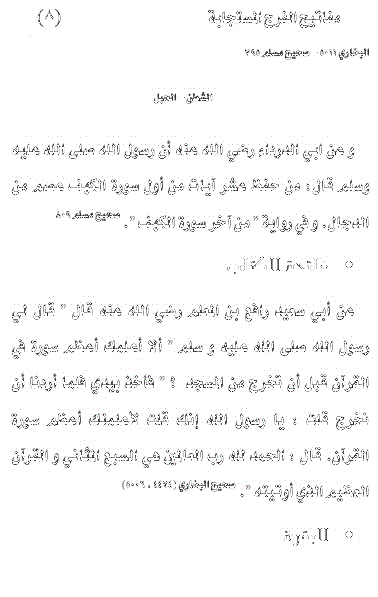 مفاتيح الفرج المستجابة (٨)
البخاري ٥٠١١- صحيح مسلم ٧٩٥
الشطن - الحبل
و عن ابي الدرداء رضي الله عنه أن رسول الله صلى الله عليه
وسلم قال: من حفظ عشر آيات من أول سورة الكهف عصم من
الدجال. و في رواية " من آخر سورة الكهف ". صحيح مسلم ٨٠٩
o فاتحة الكتاب
عن أبي سعيد رافع بن المعلم رضي الله عنه قال " قال لي
رسول الله صلى الله عليه و سلم " ألا أعلمك أعظم سورة في
القرآن قبل أن تخرج من المسجد ؟ " فأخذ بيدي فلما أردنا أن
نخرج قلت : يا رسول الله إنك قلت لأعلمنك أعظم سورة
القرآن. قال : الحمد لله رب العالمين هي السبع المثاني و القرآن
العظيم الذي أوتيته ". صحيح البخاري (٤٤٧٤ ، ٥٠٠٦)
o البقرة